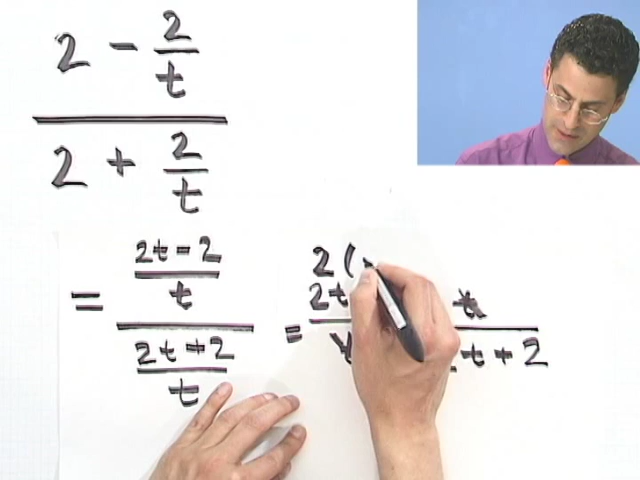 2 - 2/t
2 + 2/t
= (2t - 2)/t
(2t + 2)/t
2 (
= 2t t
t t + 2